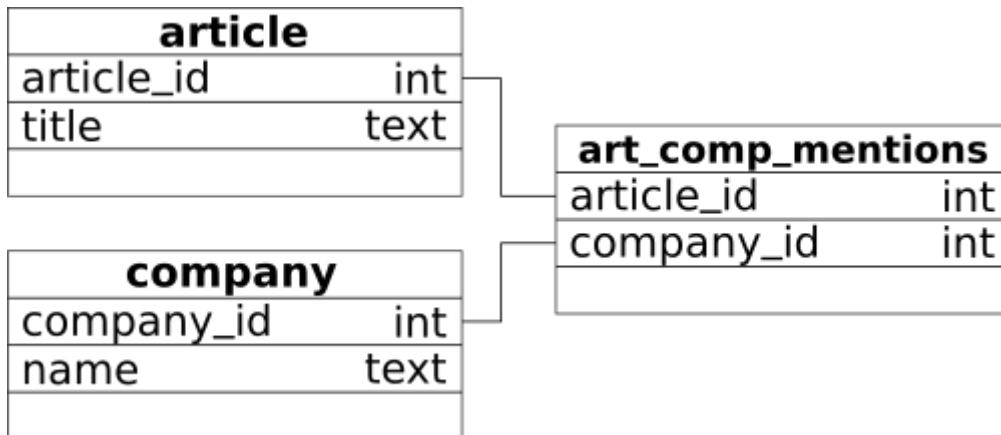 article
article_id int
title text
company
company_id int
name text
art_comp_mentions
article_id int
company_id int